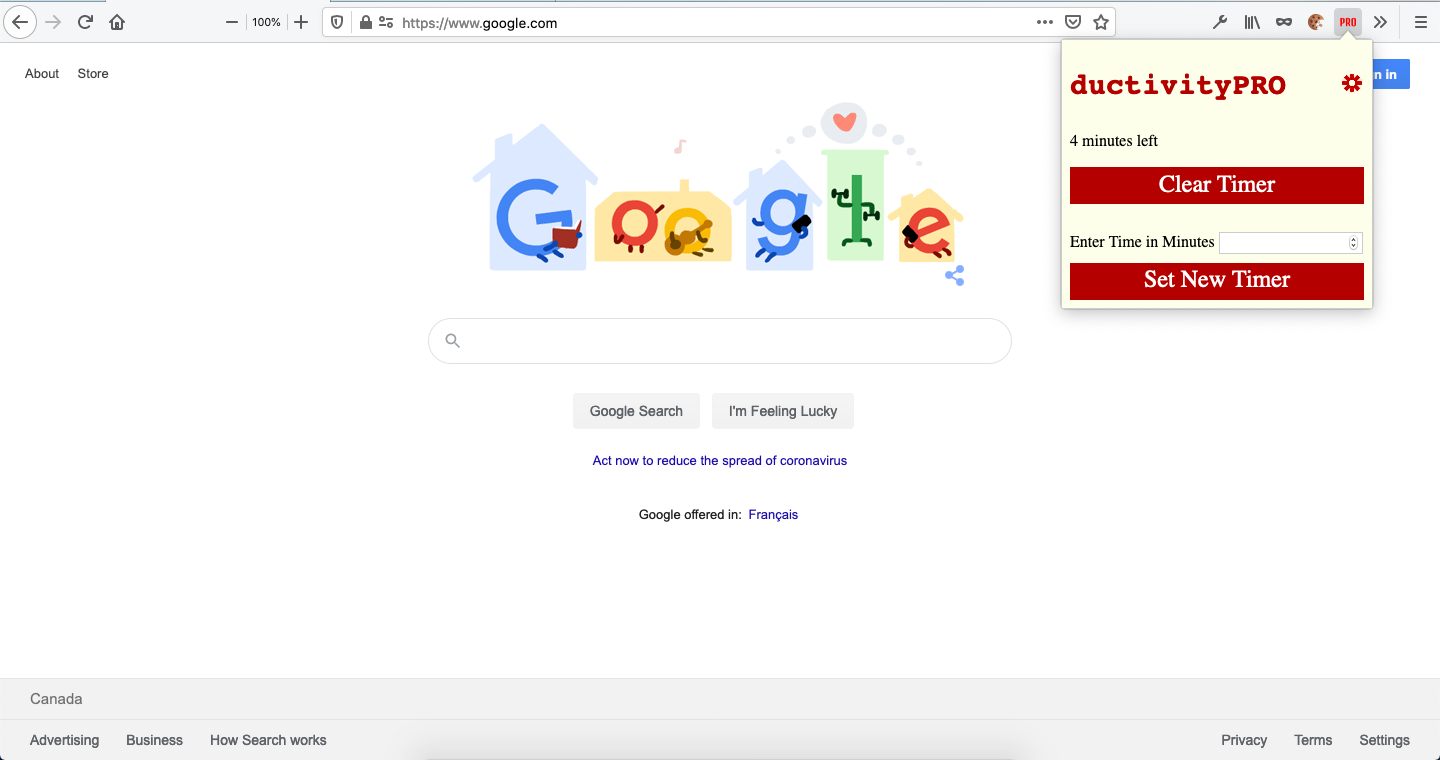 100%
https://www.google.com
PRO
About Store
n in
ductivityPRO
4 minutes left
Clear Timer
Enter Time in Minutes
Set New Timer
Google
Google Search I'm Feeling Lucky
Act now to reduce the spread of coronavirus
Google offered in: Français
Canada
Advertising Business How Search works Privacy Terms Settings